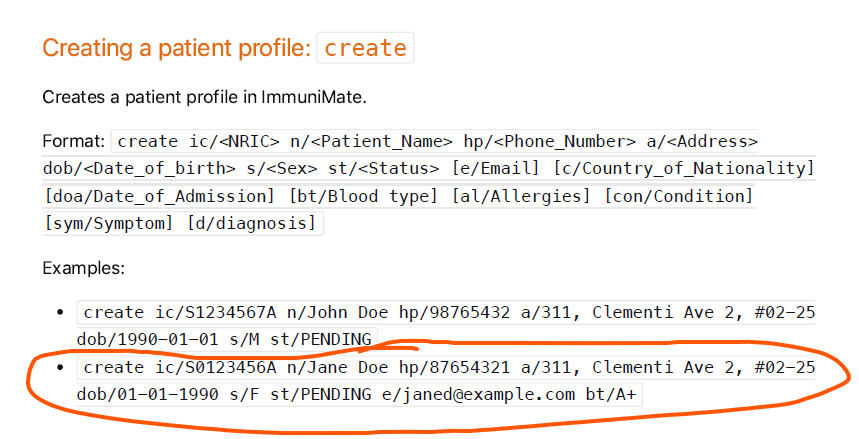 Creating a patient profile: create
Creates a patient profile in ImmuniMate.
Format: create ic/<NRIC> n/<Patient_Name> hp/<Phone_Number> a/<Address>
dob/<Date_of_birth> s/<Sex> st/<Status> [e/Email] [c/Country_of_Nationality]
[doa/Date_of_Admission] [bt/Blood type] [al/Allergies] [con/Condition]
[sym/Symptom] [d/diagnosis]
Examples:
• create ic/S1234567A n/John Doe hp/98765432 a/311, Clementi Ave 2, #02-25
dob/1990-01-01 s/M st/PENDING
• create ic/S0123456A n/Jane Doe hp/87654321 a/311, Clementi Ave 2, #02-25
dob/01-01-1990 s/F st/PENDING e/janed@example.com bt/A+